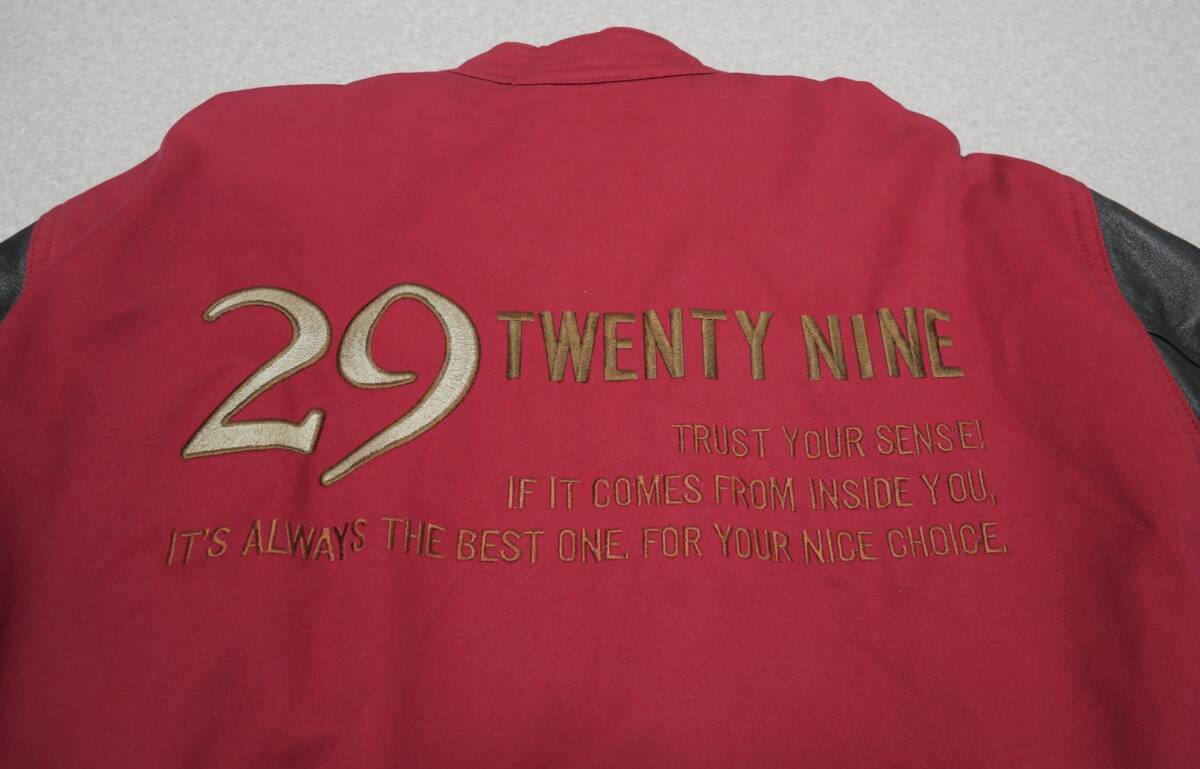 29 TWENTY NINE
TRUST YOUR SENSE!
IF IT COMES FROM INSIDE YOU,
IT'S ALWAYS THE BEST ONE. FOR YOUR NICE CHOICE.